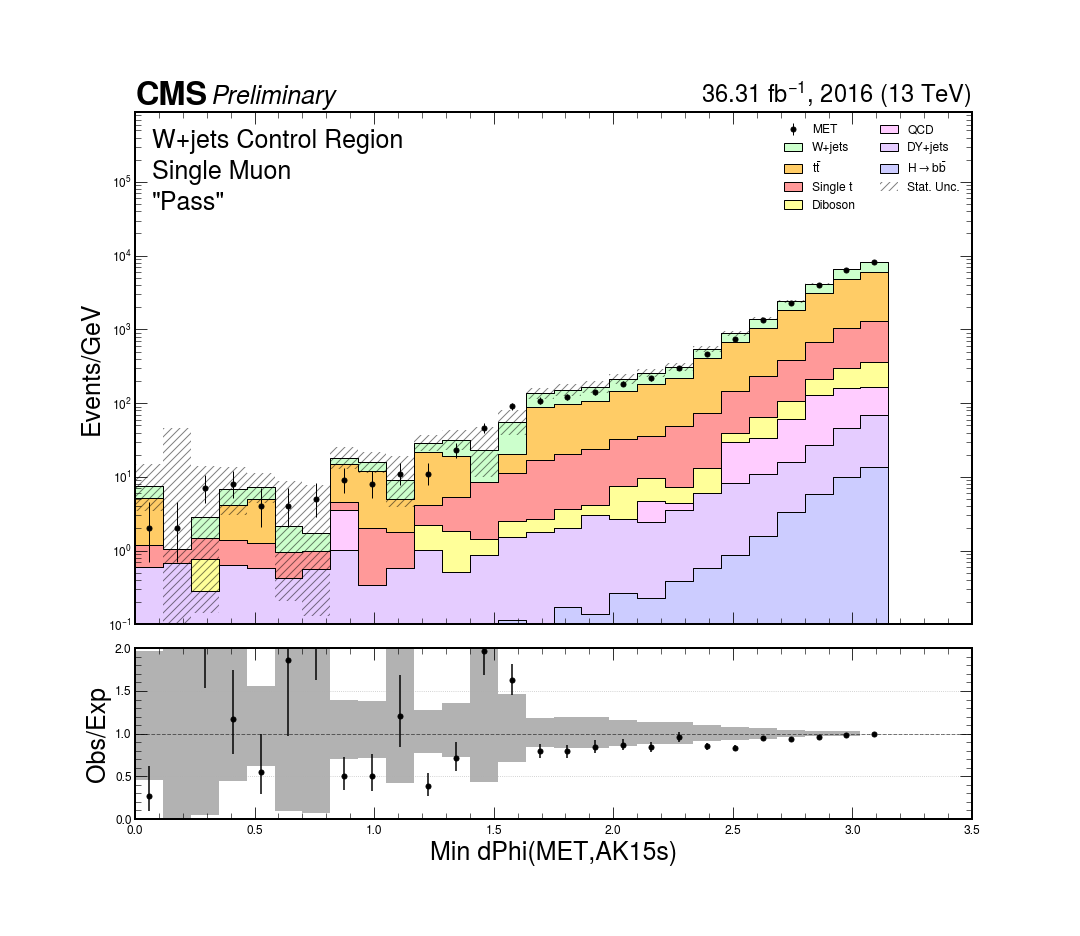 CMS Preliminary 36.31 fb⁻¹, 2016 (13 TeV)
W+jets Control Region
Single Muon
"Pass"
MET
W+jets
tt̄
Single t
Diboson
QCD
DY+jets
H→bb̄
Stat. Unc.
Events/GeV
10⁵
10⁴
10³
10²
10¹
10⁰
10⁻¹
Obs/Exp
2.0
1.5
1.0
0.5
0.0
0.0 0.5 1.0 1.5 2.0 2.5 3.0 3.5
Min dPhi(MET,AK15s)